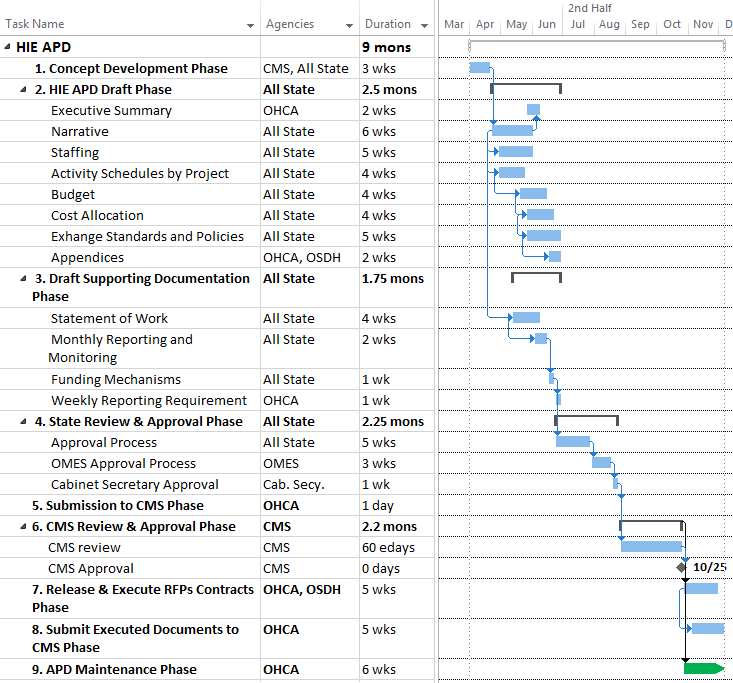 2nd Half
Task Name Agencies Duration Mar Apr May Jun Jul Aug Sep Oct Nov D
HIE APD 9 mons
1. Concept Development Phase CMS, All State 3 wks
2. HIE APD Draft Phase All State 2.5 mons
Executive Summary OHCA 2 wks
Narrative All State 6 wks
Staffing All State 5 wks
Activity Schedules by Project All State 4 wks
Budget All State 4 wks
Cost Allocation All State 4 wks
Exhange Standards and Policies All State 5 wks
Appendices OHCA, OSDH 2 wks
3. Draft Supporting Documentation All State 1.75 mons
Phase
Statement of Work All State 4 wks
Monthly Reporting and All State 2 wks
Monitoring
Funding Mechanisms All State 1 wk
Weekly Reporting Requirement OHCA 1 wk
4. State Review & Approval Phase All State 2.25 mons
Approval Process All State 5 wks
OMES Approval Process OMES 3 wks
Cabinet Secretary Approval Cab. Secy. 1 wk
5. Submission to CMS Phase OHCA 1 day
6. CMS Review & Approval Phase CMS 2.2 mons
CMS review CMS 60 edays
CMS Approval CMS 0 days 10/25
7. Release & Execute RFPs Contracts OHCA, OSDH 5 wks
Phase
8. Submit Executed Documents to OHCA 5 wks
CMS Phase
9. APD Maintenance Phase OHCA 6 wks